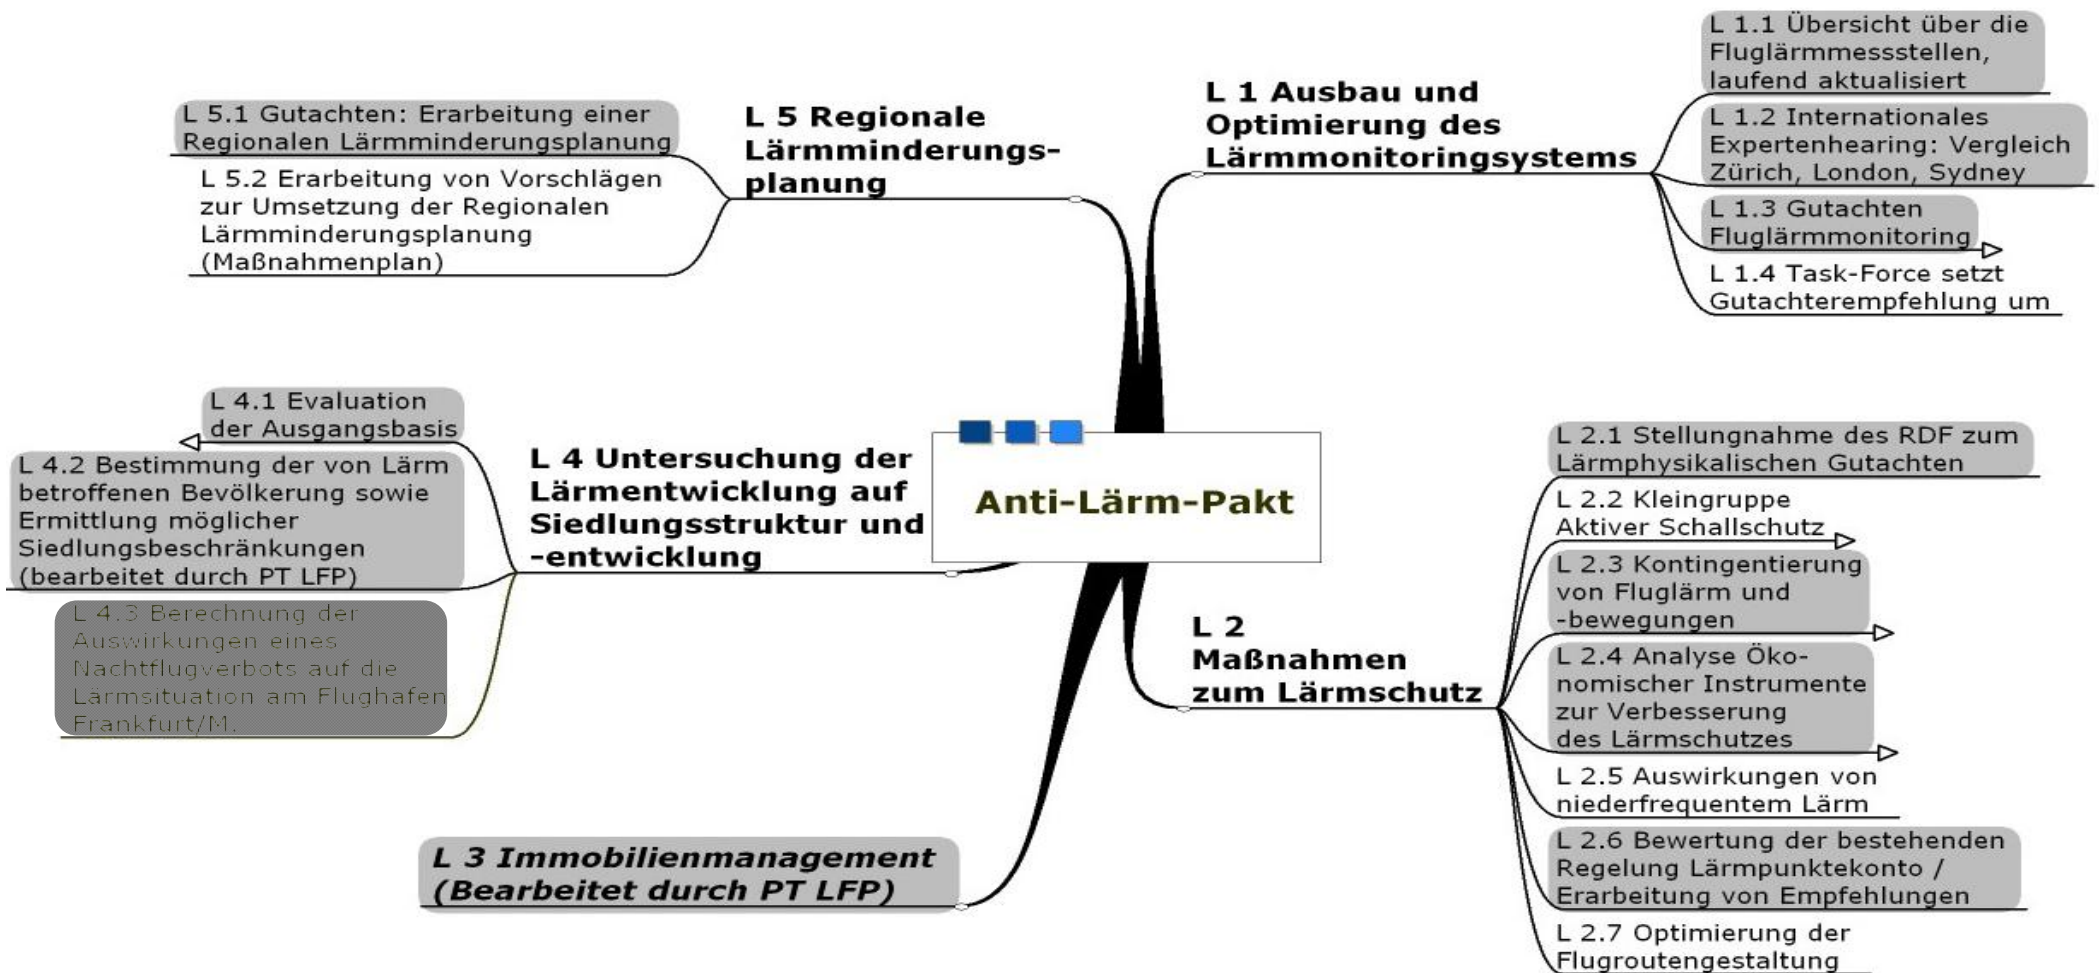 Anti-Lärm-Pakt
L 1 Ausbau und
Optimierung des
Lärmmonitoringsystems
L 1.1 Übersicht über die
Fluglärmmessstellen,
laufend aktualisiert
L 1.2 Internationales
Expertenhearing: Vergleich
Zürich, London, Sydney
L 1.3 Gutachten
Fluglärmmonitoring
L 1.4 Task-Force setzt
Gutachterempfehlung um
L 2
Maßnahmen
zum Lärmschutz
L 2.1 Stellungnahme des RDF zum
Lärmphysikalischen Gutachten
L 2.2 Kleingruppe
Aktiver Schallschutz
L 2.3 Kontingentierung
von Fluglärm und
-bewegungen
L 2.4 Analyse Öko-
nomischer Instrumente
zur Verbesserung
des Lärmschutzes
L 2.5 Auswirkungen von
niederfrequentem Lärm
L 2.6 Bewertung der bestehenden
Regelung Lärmpunktekonto /
Erarbeitung von Empfehlungen
L 2.7 Optimierung der
Flugroutengestaltung
L 3 Immobilienmanagement
(Bearbeitet durch PT LFP)
L 4 Untersuchung der
Lärmentwicklung auf
Siedlungsstruktur und
-entwicklung
L 4.1 Evaluation
der Ausgangsbasis
L 4.2 Bestimmung der von Lärm
betroffenen Bevölkerung sowie
Ermittlung möglicher
Siedlungsbeschränkungen
(bearbeitet durch PT LFP)
L 4.3 Berechnung der
Auswirkungen eines
Nachtflugverbots auf die
Lärmsituation am Flughafen
Frankfurt/M.
L 5 Regionale
Lärmminderungs-
planung
L 5.1 Gutachten: Erarbeitung einer
Regionalen Lärmminderungsplanung
L 5.2 Erarbeitung von Vorschlägen
zur Umsetzung der Regionalen
Lärmminderungsplanung
(Maßnahmenplan)